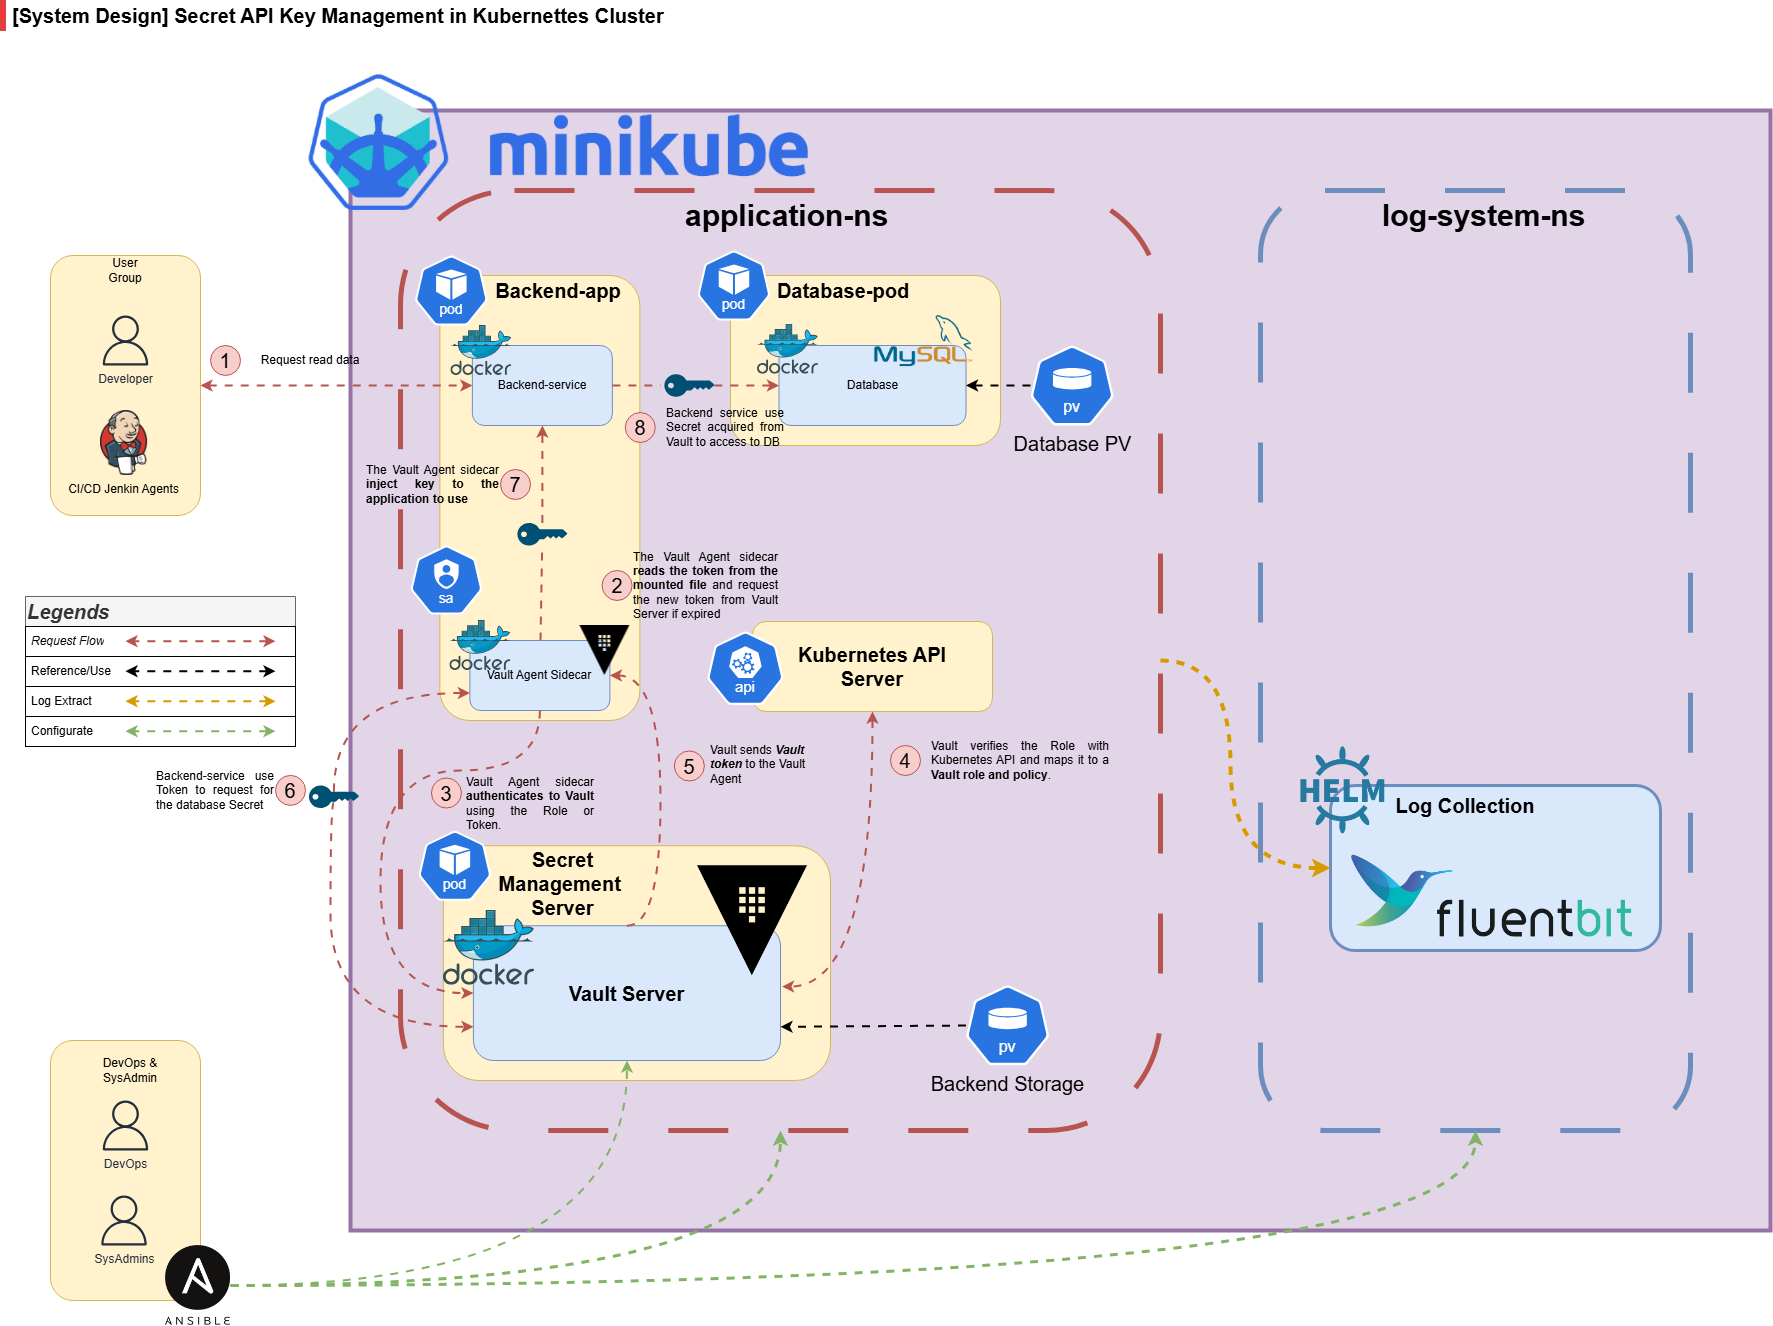 [System Design] Secret API Key Management in Kubernettes Cluster
minikube
application-ns
log-system-ns
User
Group
Developer
CI/CD Jenkin Agents
1
Request read data
pod
Backend-app
docker
Backend-service
pod
Database-pod
docker
MySQL
Database
pv
Database PV
8
Backend service use
Secret acquired from
Vault to access to DB
The Vault Agent sidecar
inject key to the
application to use
7
sa
2
The Vault Agent sidecar
reads the token from the
mounted file and request
the new token from Vault
Server if expired
docker
Vault Agent Sidecar
api
Kubernetes API
Server
Legends
Request Flow
Reference/Use
Log Extract
Configurate
Backend-service use
Token to request for
the database Secret
6
3
Vault Agent sidecar
authenticates to Vault
using the Role or
Token.
5
Vault sends Vault
token to the Vault
Agent
4
Vault verifies the Role with
Kubernetes API and maps it to a
Vault role and policy.
pod
Secret
Management
Server
docker
Vault Server
pv
Backend Storage
HELM
Log Collection
fluentbit
DevOps &
SysAdmin
DevOps
SysAdmins
A
ANSIBLE